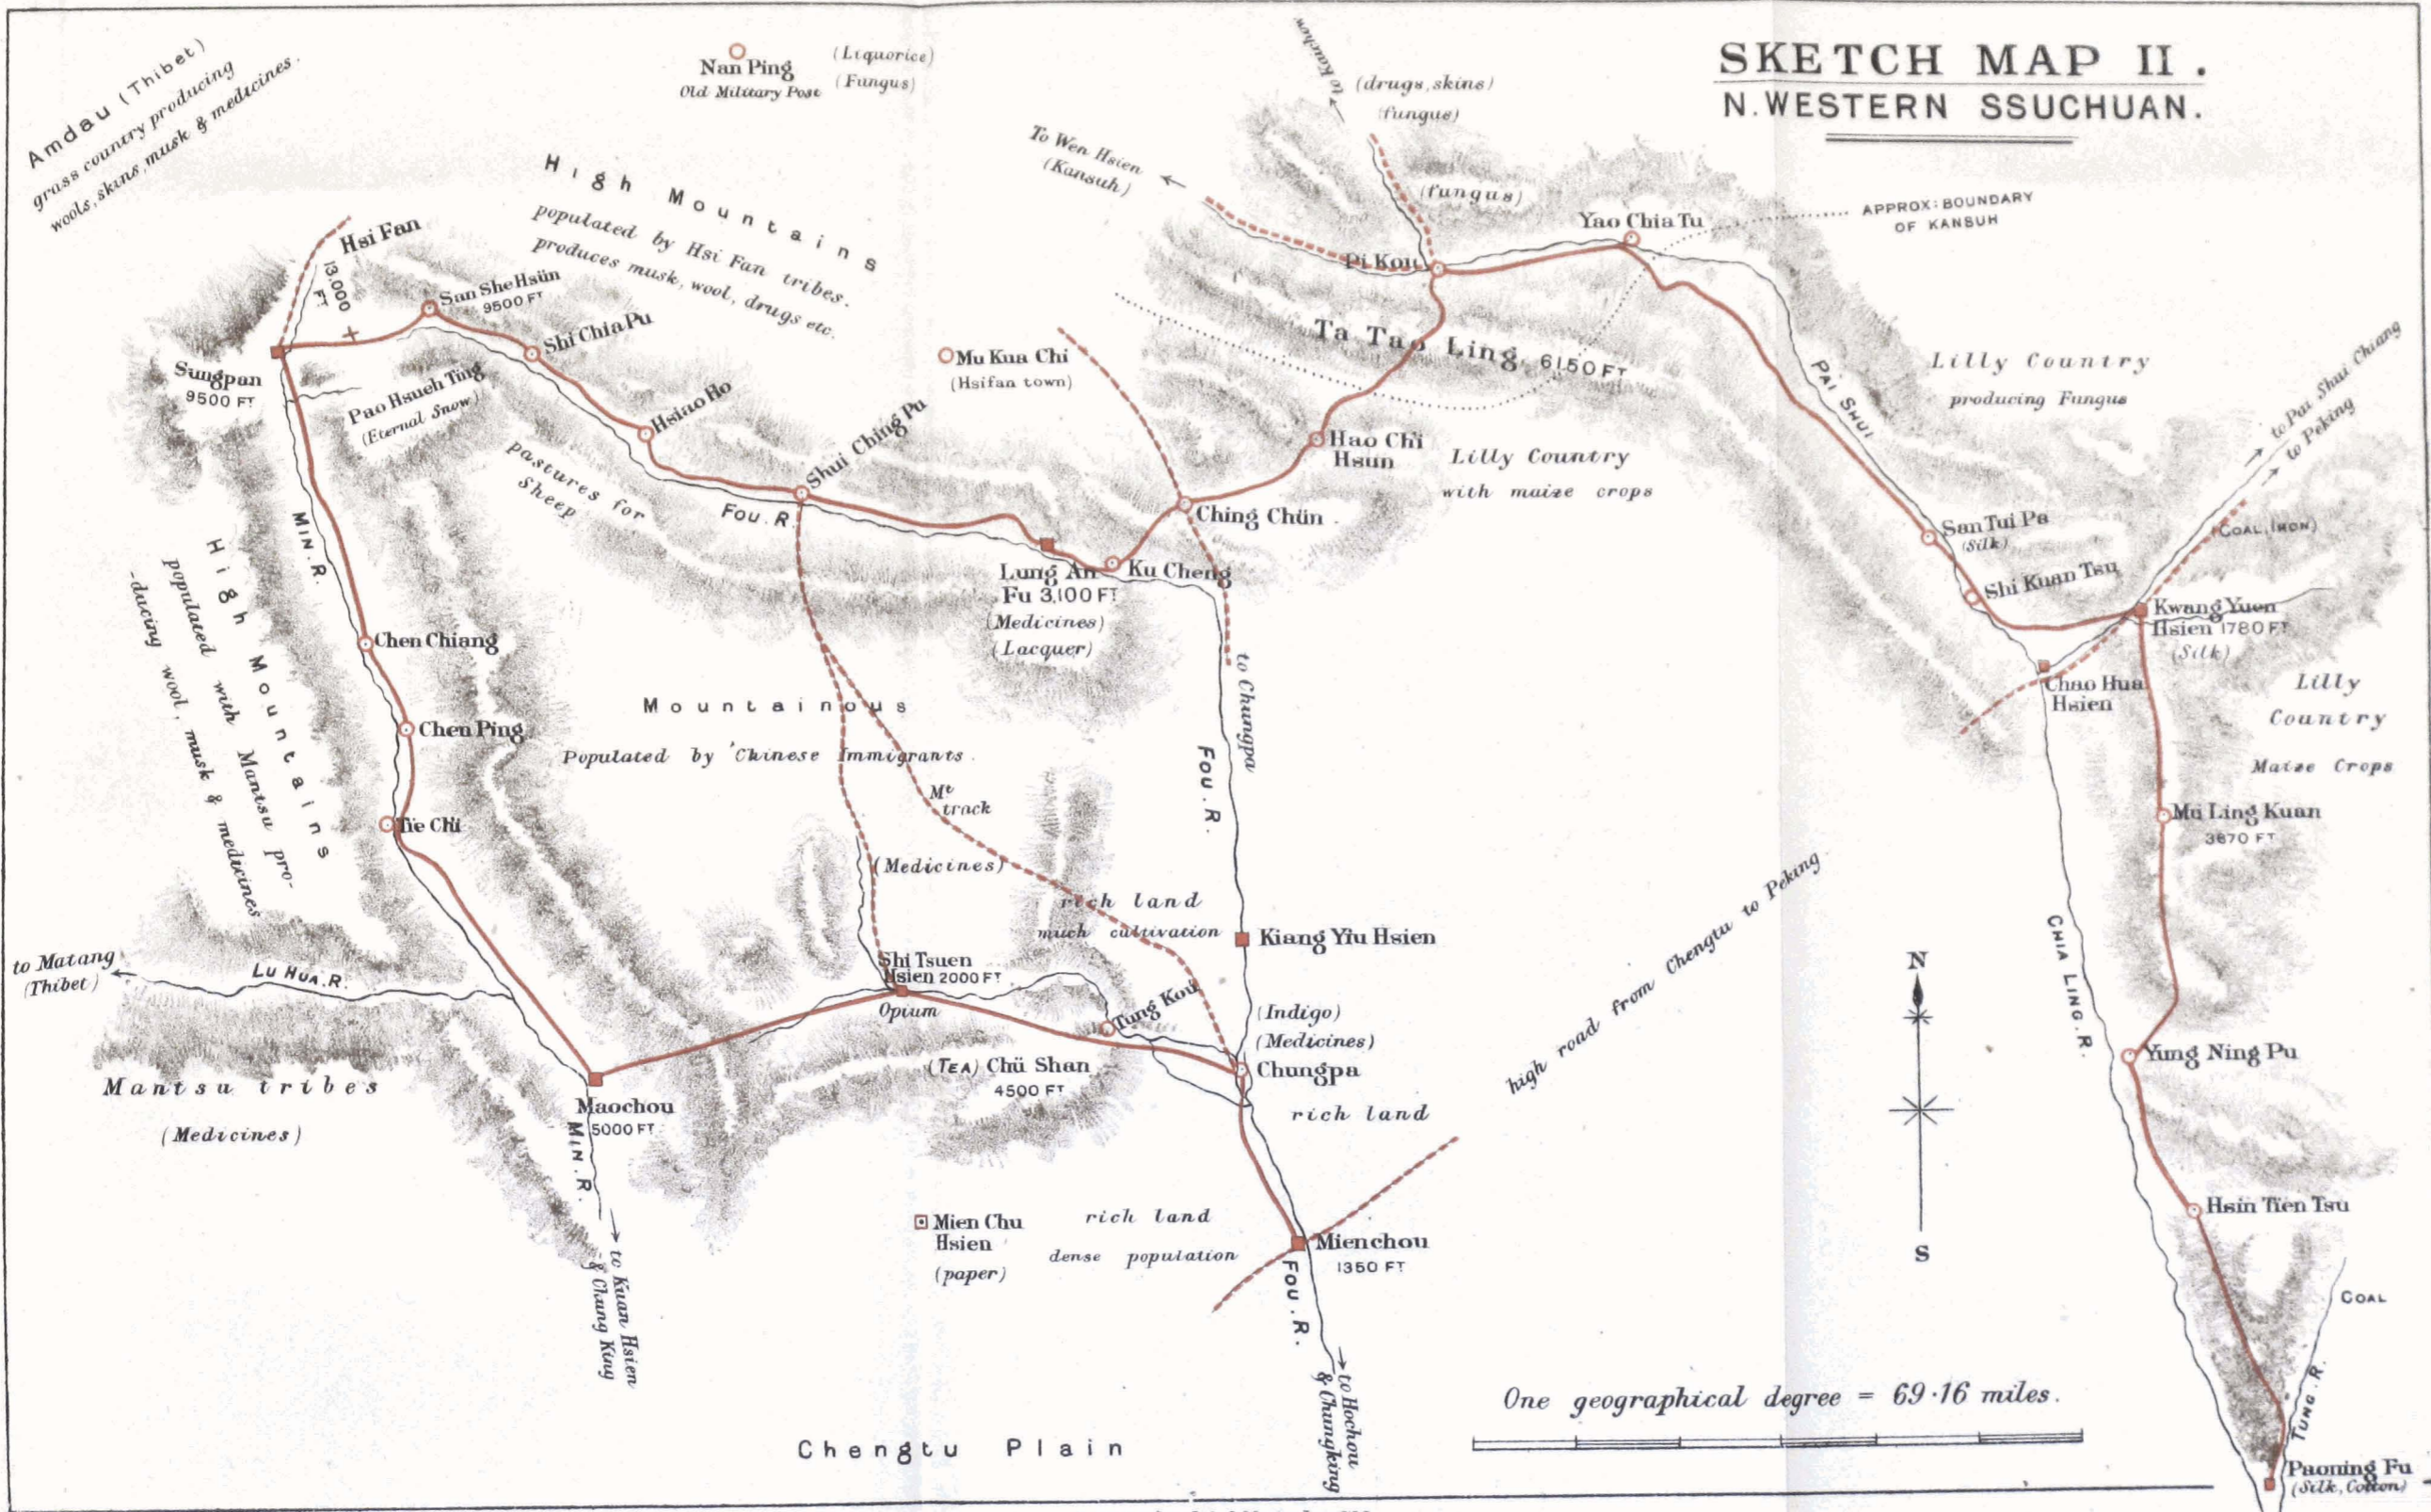 SKETCH MAP II.
N. WESTERN SSUCHUAN.
Amdau (Thibet)
grass country producing
wools, skins, musk & medicines.
Nan Ping
Old Military Post
(Liquorice)
(Fungus)
(drugs, skins)
(fungus)
To Wen Hsien
(Kansuh)
(fungus)
Yao Chia Tu
APPROX: BOUNDARY
OF KANSUH
High Mountains
populated by Hsi Fan tribes.
produces musk, wool, drugs etc.
Hsi Fan
13,000
FT
San She Hsün
9500 FT
Shi Chia Pu
Pi Kou
Ta Tao Ling 6150 FT
Sungpan
9500 FT
Pao Hsueh Ting
(Eternal Snow)
Hsiao Ho
Mu Kua Chi
(Hsifan town)
PAI SHUI
Lilly Country
producing Fungus
to Pai Shui Chiang
to Peking
Shui Ching Pu
Hao Chi
Hsun
Lilly Country
with maize crops
pastures for
Sheep
FOU. R.
Ching Chün
MIN. R.
San Tui Pa
(Silk)
COAL, (IRON)
Lung An
Fu 3,100 FT
(Medicines)
(Lacquer)
Ku Cheng
Shi Kuan Tsu
Kwang Yuen
Hsien 1780 FT
(Silk)
High Mountains
populated with Mantsu pro-
-ducing wool, musk & medicines
Chen Chiang
to Chungpa
Chao Hua
Hsien
Lilly
Country
Maize Crops
Chen Ping
Mountainous
Populated by Chinese Immigrants.
Mt
track
FOU. R.
Tie Chi
Mu Ling Kuan
3670 FT
(Medicines)
rich land
much cultivation
Kiang Yiu Hsien
high road from Chengtu to Peking
CHIA LING. R.
N
S
to Matang
(Thibet)
LU HUA. R.
Shi Tsuen
Hsien 2000 FT
Opium
Tung Kou
(Indigo)
(Medicines)
(TEA) Chü Shan
4500 FT
Chungpa
rich land
Yung Ning Pu
Mantsu tribes
(Medicines)
Maochou
5000 FT
MIN. R.
to Kuan Hsien
& Chung King
Mien Chu
Hsien
(paper)
rich land
dense population
Mienchou
1350 FT
FOU. R.
to Hochou
& Chungking
Hsin Tien Tsu
COAL
TUNG. R.
One geographical degree = 69·16 miles.
Chengtu Plain
Paoning Fu
(Silk, Cotton)